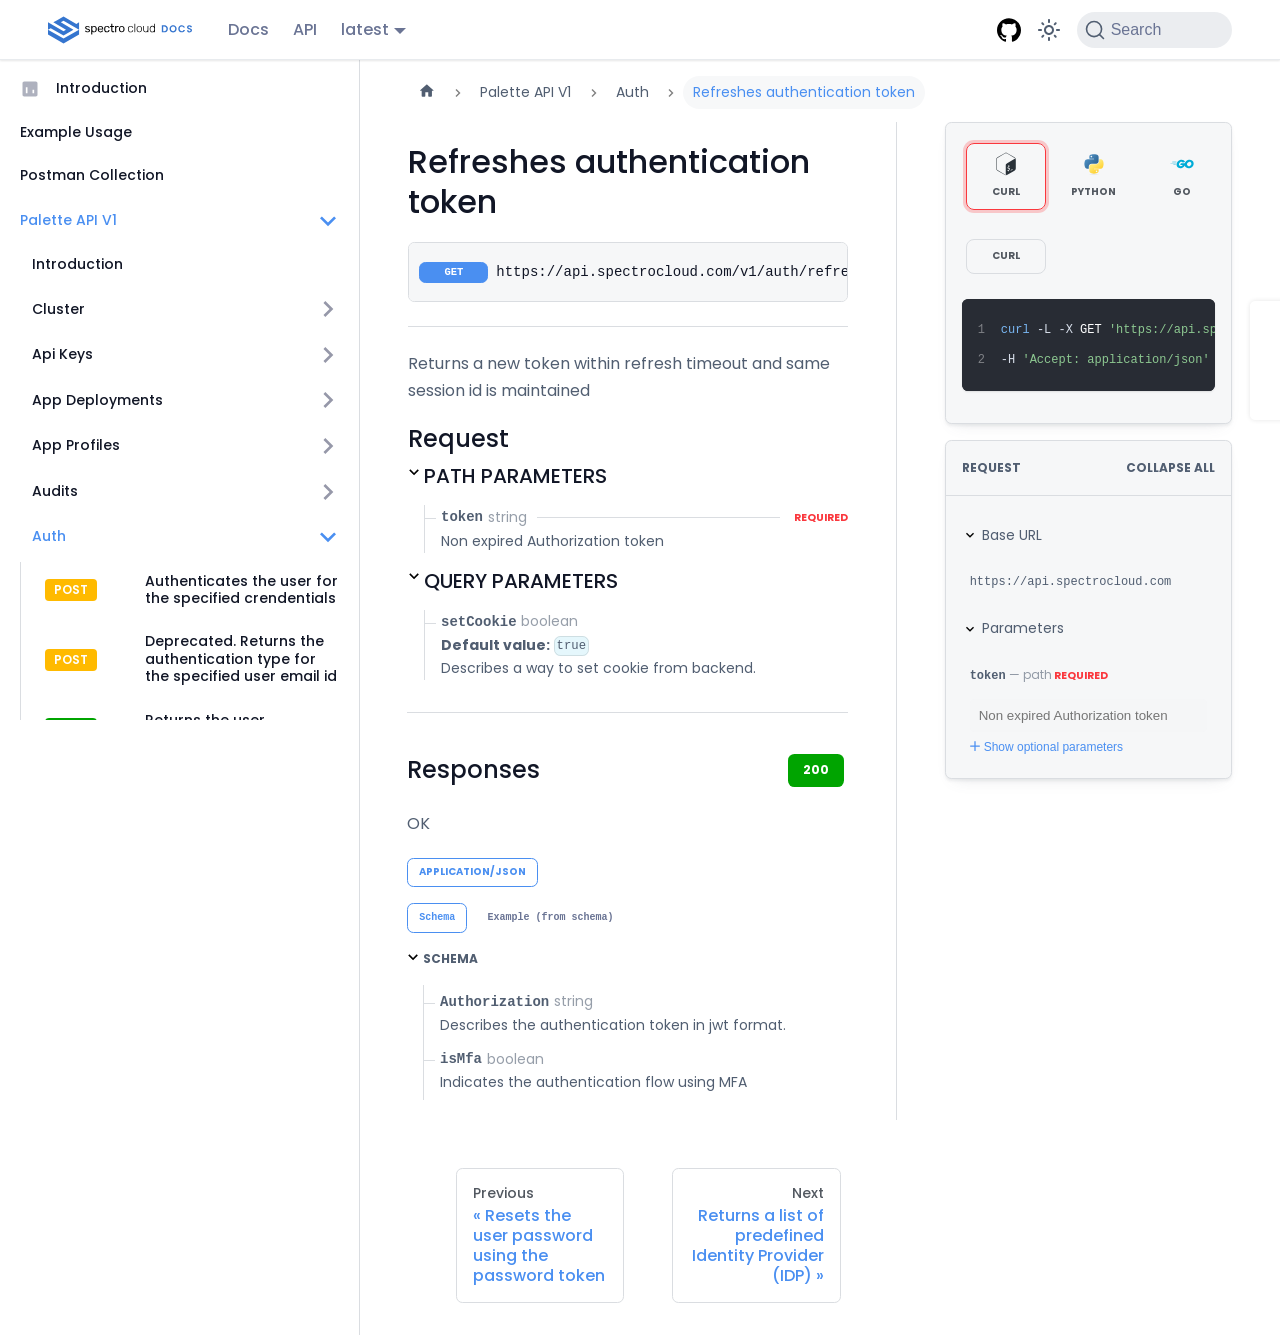 spectro cloud DOCS
Docs
API
latest
Search
Introduction
Example Usage
Postman Collection
Palette API V1
Introduction
Cluster
Api Keys
App Deployments
App Profiles
Audits
Auth
POST
Authenticates the user for
the specified crendentials
POST
Deprecated. Returns the
authentication type for
the specified user email id
Returns the user
Palette API V1
Auth
Refreshes authentication token
Refreshes authentication
token
GET https://api.spectrocloud.com/v1/auth/refre
Returns a new token within refresh timeout and same
session id is maintained
Request
PATH PARAMETERS
token string REQUIRED
Non expired Authorization token
QUERY PARAMETERS
setCookie boolean
Default value: true
Describes a way to set cookie from backend.
Responses
200
OK
APPLICATION/JSON
Schema Example (from schema)
SCHEMA
Authorization string
Describes the authentication token in jwt format.
isMfa boolean
Indicates the authentication flow using MFA
Previous
« Resets the
user password
using the
password token
Next
Returns a list of
predefined
Identity Provider
(IDP) »
CURL
PYTHON
GO
CURL
1 curl -L -X GET 'https://api.sp
2 -H 'Accept: application/json'
REQUEST COLLAPSE ALL
Base URL
https://api.spectrocloud.com
Parameters
token — path REQUIRED
Non expired Authorization token
Show optional parameters